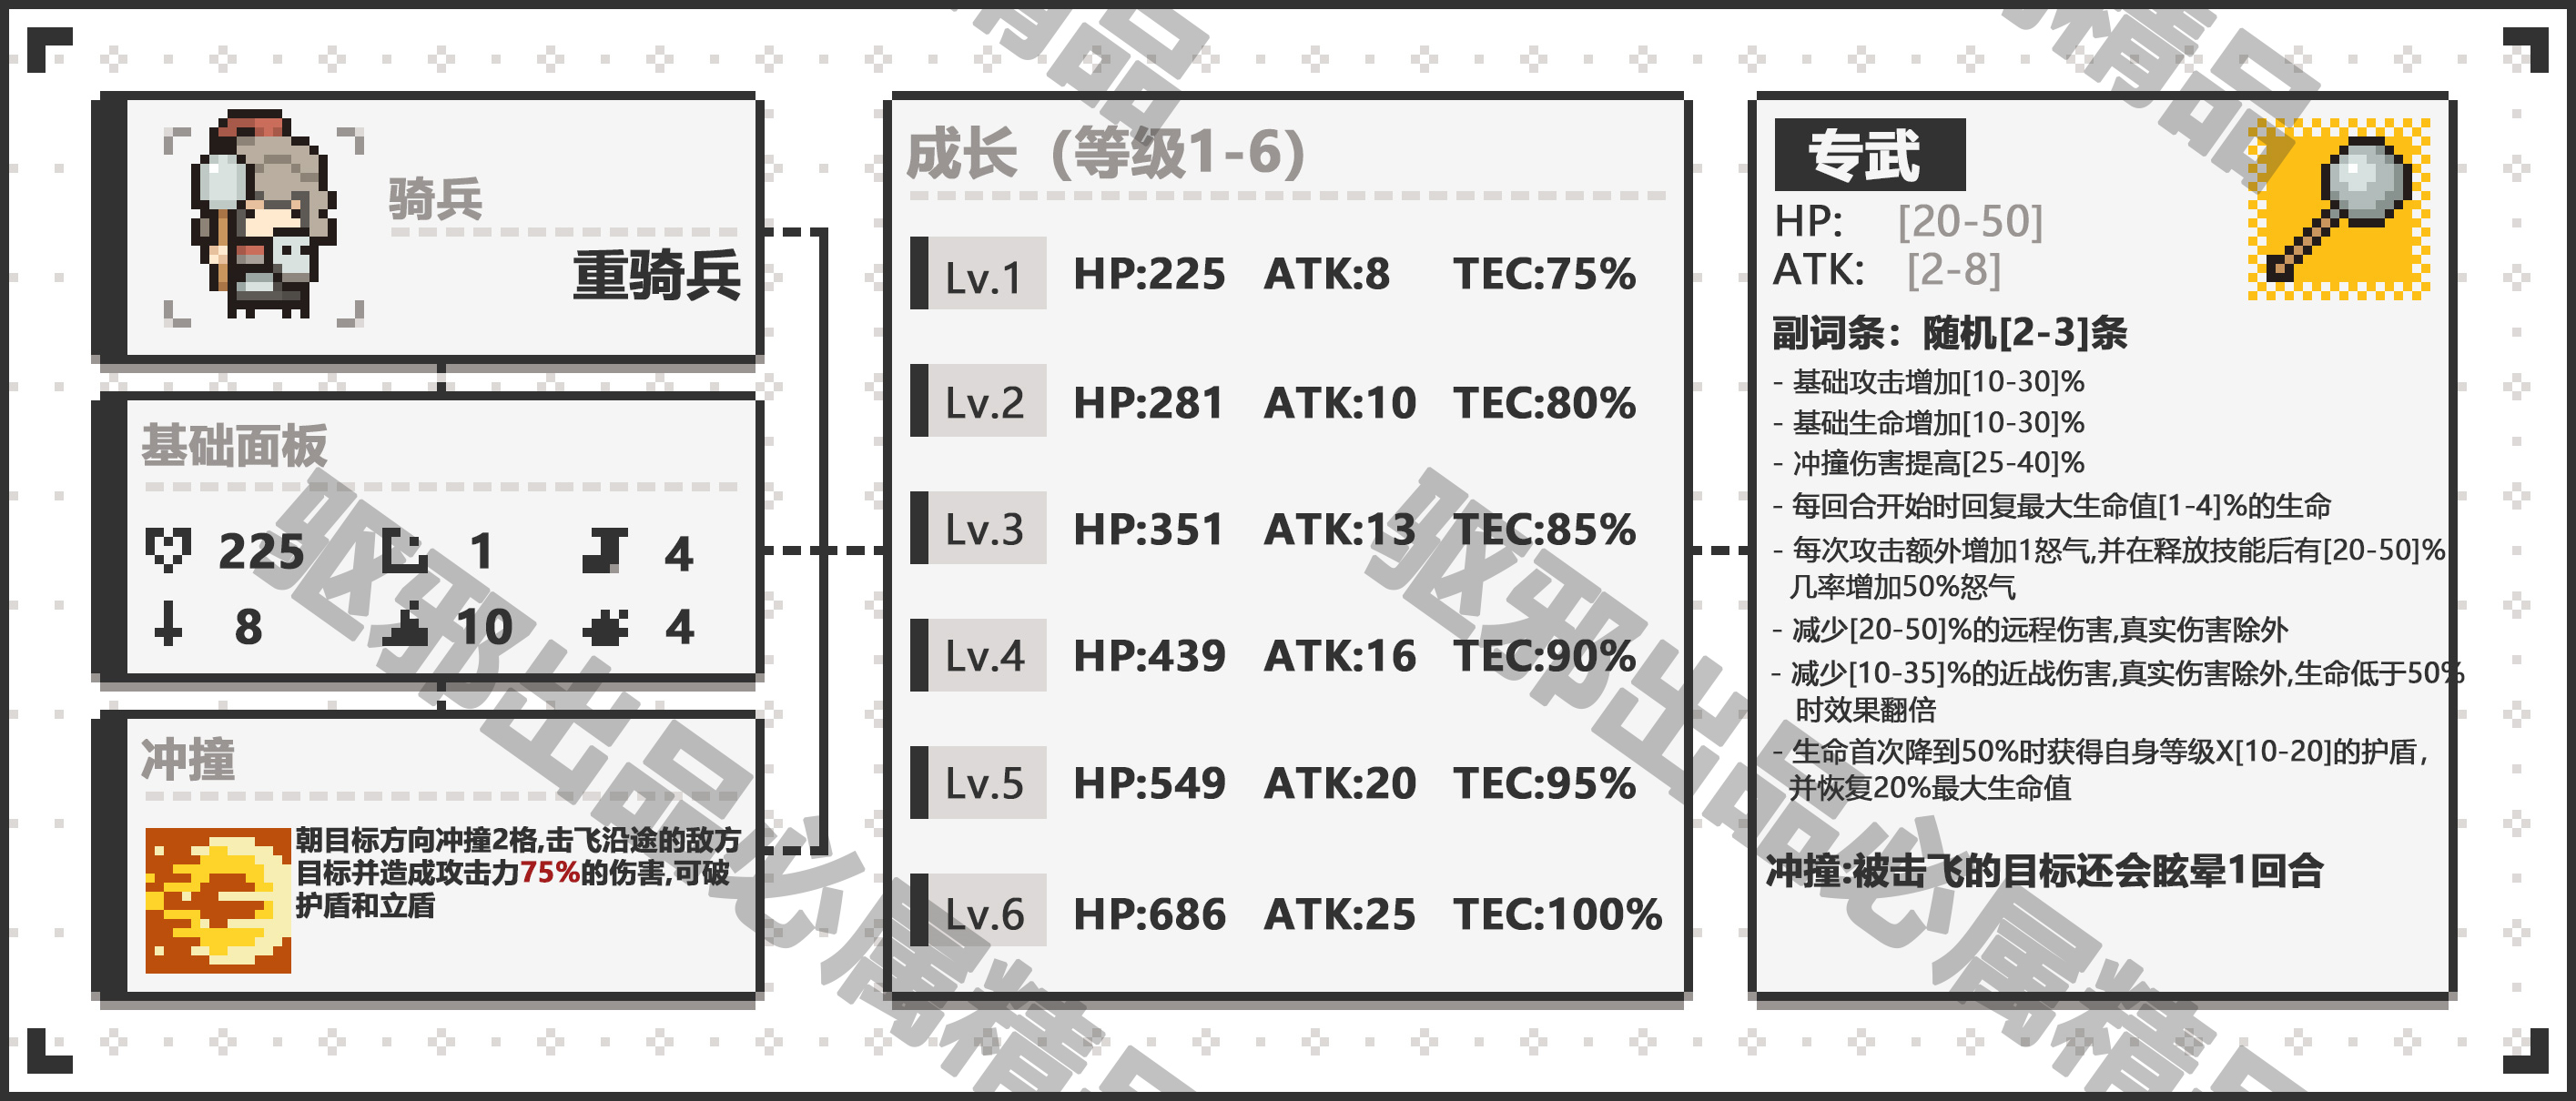 骑兵
重骑兵
基础面板
225 1 4
8 10 4
冲撞
朝目标方向冲撞2格,击飞沿途的敌方
目标并造成攻击力75%的伤害,可破
护盾和立盾
成长（等级1-6）
Lv.1 HP:225 ATK:8 TEC:75%
Lv.2 HP:281 ATK:10 TEC:80%
Lv.3 HP:351 ATK:13 TEC:85%
Lv.4 HP:439 ATK:16 TEC:90%
Lv.5 HP:549 ATK:20 TEC:95%
Lv.6 HP:686 ATK:25 TEC:100%
专武
HP: [20-50]
ATK: [2-8]
副词条：随机[2-3]条
- 基础攻击增加[10-30]%
- 基础生命增加[10-30]%
- 冲撞伤害提高[25-40]%
- 每回合开始时回复最大生命值[1-4]%的生命
- 每次攻击额外增加1怒气,并在释放技能后有[20-50]%
几率增加50%怒气
- 减少[20-50]%的远程伤害,真实伤害除外
- 减少[10-35]%的近战伤害,真实伤害除外,生命低于50%
时效果翻倍
- 生命首次降到50%时获得自身等级X[10-20]的护盾，
并恢复20%最大生命值
冲撞:被击飞的目标还会眩晕1回合
精品
精品
驱邪出品必属精品
驱邪出品必属精品